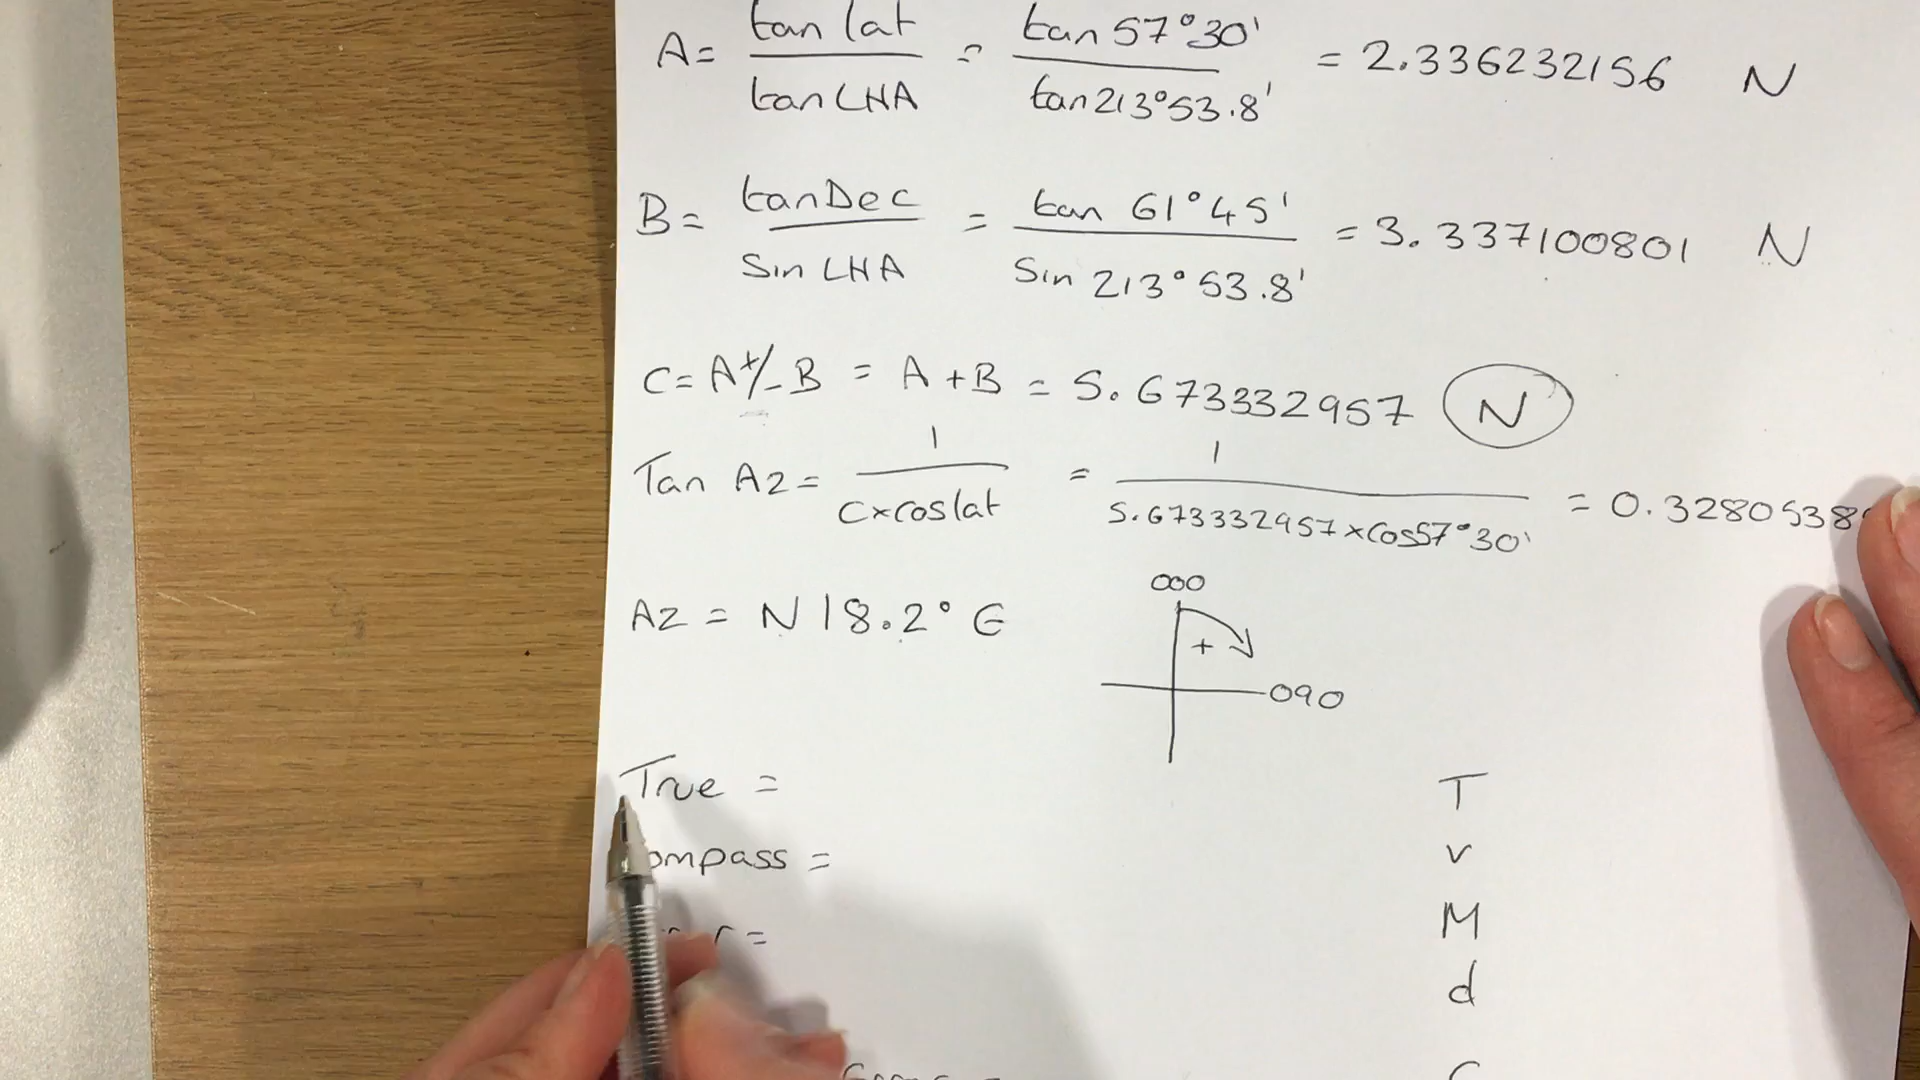 A = tan lat / tan LHA = tan 57°30' / tan 213°53.8' = 2.336232156 N
B = tan Dec / Sin LHA = tan 61°45' / Sin 213°53.8' = 3.337100801 N
C = A +/- B = A + B = 5.673332957 N
Tan Az = 1 / C×cos lat = 1 / 5.673332957 × Cos 57°30' = 0.3280538
Az = N 18.2° E
000
+
090
True =
T
ompass =
v
M
d